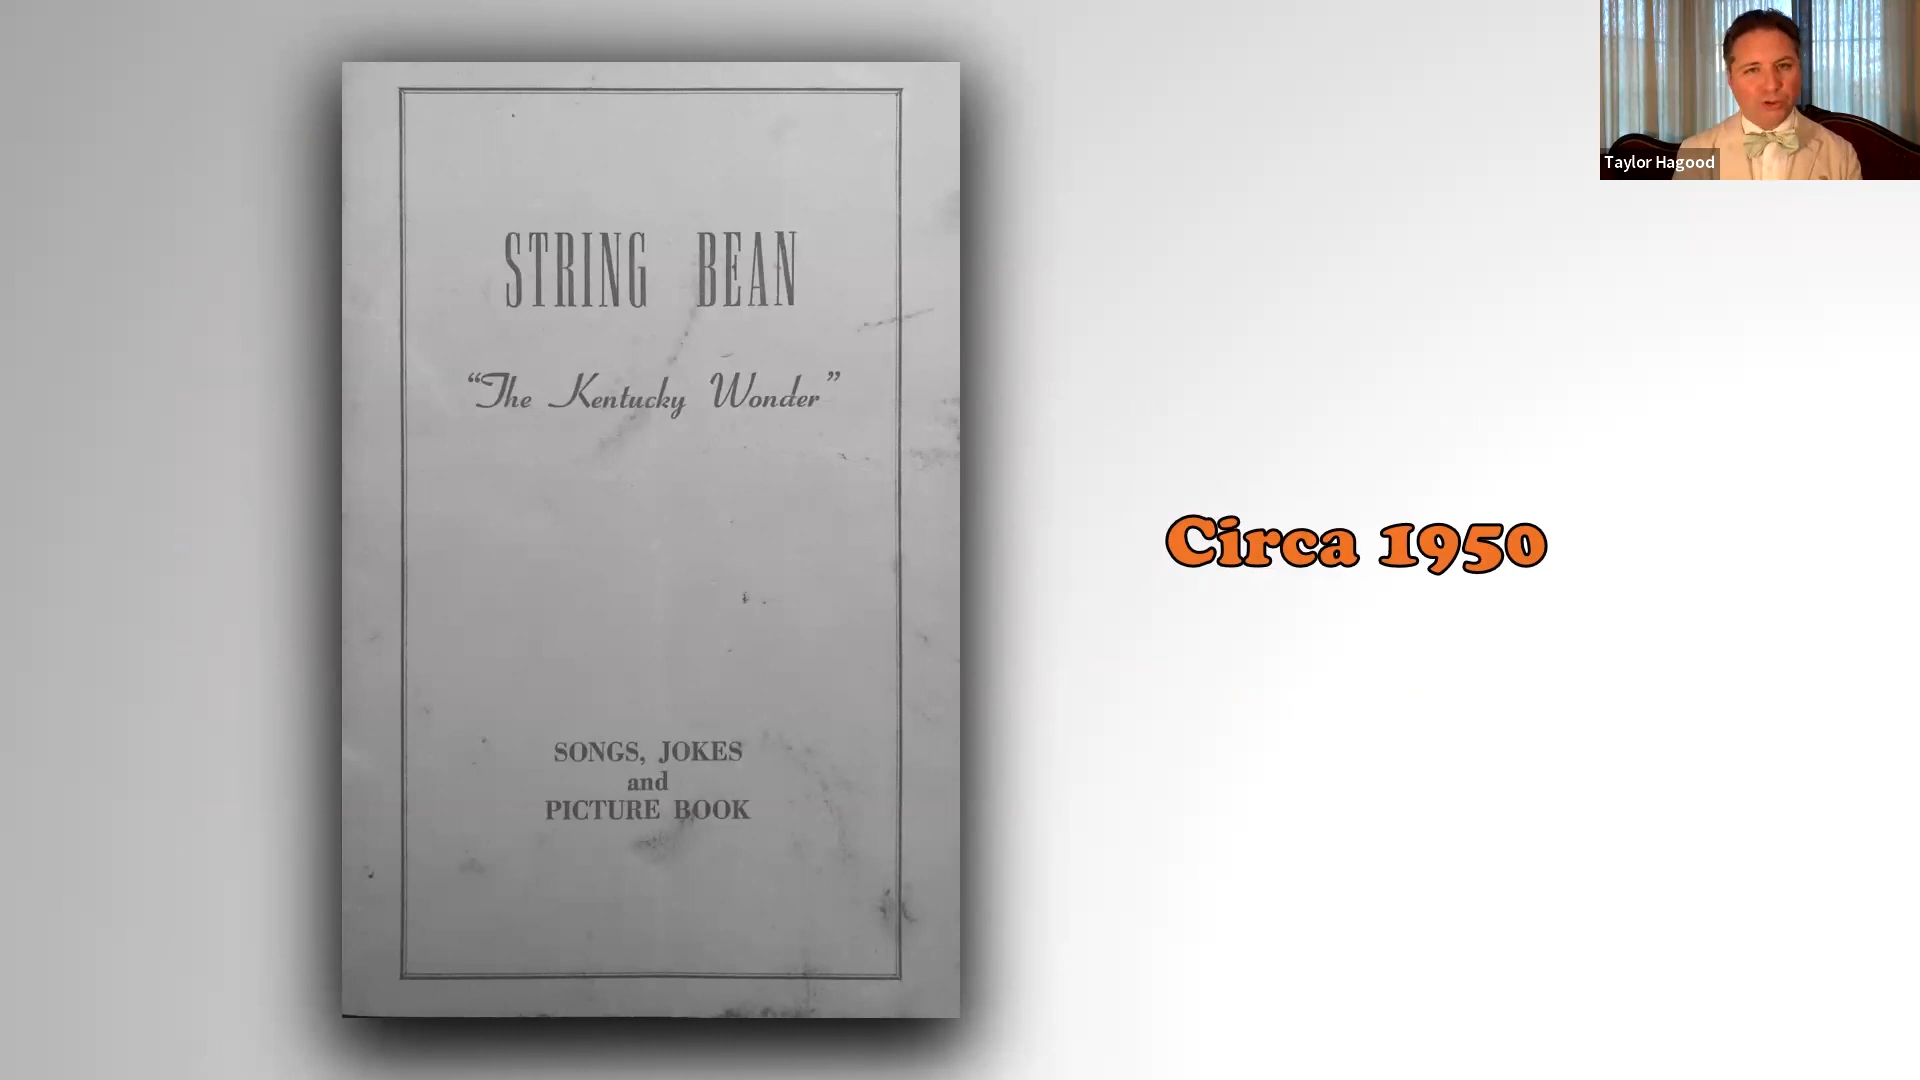 STRING BEAN
“The Kentucky Wonder”
SONGS, JOKES
and
PICTURE BOOK
Circa 1950
Taylor Hagood